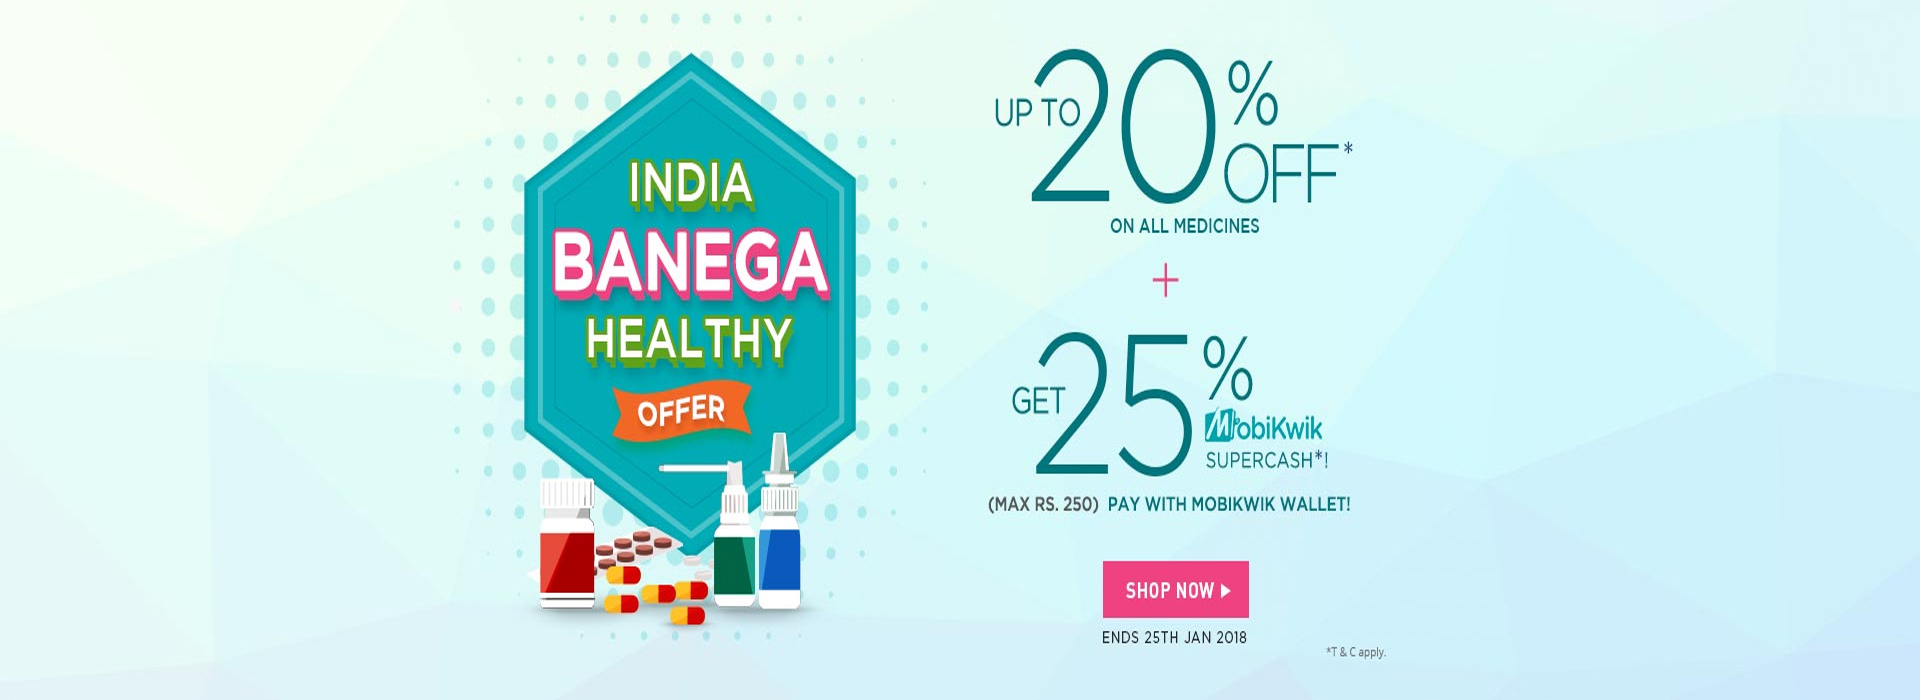 INDIA
BANEGA
HEALTHY
OFFER
UP TO 20% OFF*
ON ALL MEDICINES
+
GET 25% MobiKwik
SUPERCASH*!
(MAX RS. 250) PAY WITH MOBIKWIK WALLET!
SHOP NOW
ENDS 25TH JAN 2018
*T & C apply.